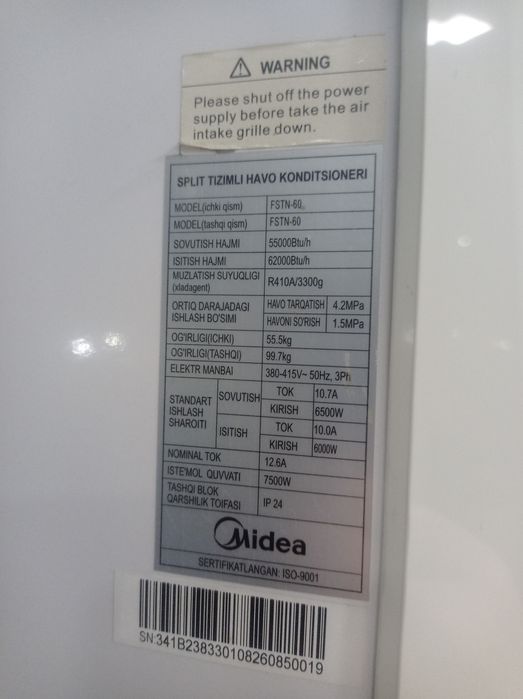 WARNING
Please shut off the power
supply before take the air
intake grille down.
SPLIT TIZIMLI HAVO KONDITSIONERI
MODEL(ichki qism) FSTN-60
MODEL(tashqi qism) FSTN-60
SOVUTISH HAJMI 55000Btu/h
ISITISH HAJMI 62000Btu/h
MUZLATISH SUYUQLIGI
(xladagent) R410A/3300g
ORTIQ DARAJADAGI
ISHLASH BO'SIMI
HAVO TARQATISH 4.2MPa
HAVONI SO'RISH 1.5MPa
OG'IRLIGI(ICHKI) 55.5kg
OG'IRLIGI(TASHQI) 99.7kg
ELEKTR MANBAI 380-415V~ 50Hz, 3Ph
STANDART
ISHLASH
SHAROITI
SOVUTISH TOK 10.7A
KIRISH 6500W
ISITISH TOK 10.0A
KIRISH 6000W
NOMINAL TOK 12.6A
ISTE'MOL QUVVATI 7500W
TASHQI BLOK
QARSHILIK TOIFASI IP 24
Midea
SERTIFIKATLANGAN: ISO-9001
SN:341B238330108260850019